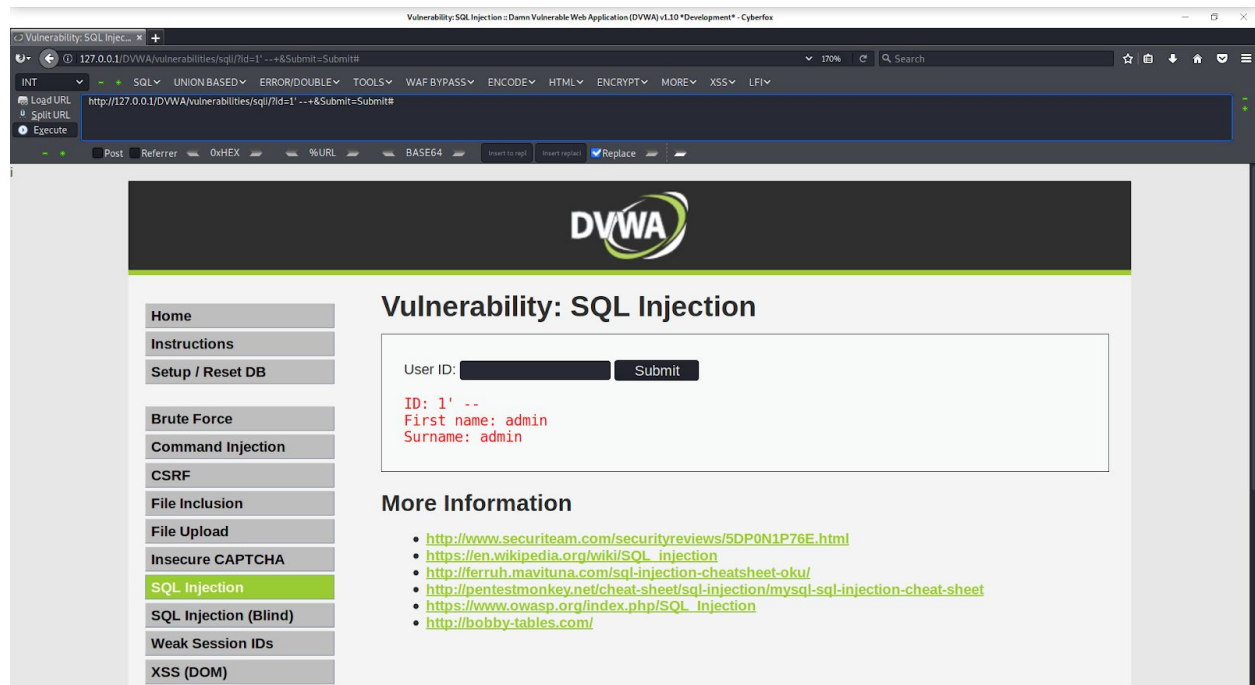 Vulnerability: SQL Injection :: Damn Vulnerable Web Application (DVWA) v1.10 *Development* - Cyberfox
Vulnerability: SQL Injec...
127.0.0.1/DVWA/vulnerabilities/sqli/?id=1' --+&Submit=Submit#
170%
Search
INT
SQL UNION BASED ERROR/DOUBLE TOOLS WAF BYPASS ENCODE HTML ENCRYPT MORE XSS LFI
Load URL
http://127.0.0.1/DVWA/vulnerabilities/sqli/?id=1' --+&Submit=Submit#
Split URL
Execute
Post Referrer 0xHEX %URL BASE64 Insert to repl Insert replaci Replace
i
DVWA
Home
Instructions
Setup / Reset DB
Brute Force
Command Injection
CSRF
File Inclusion
File Upload
Insecure CAPTCHA
SQL Injection
SQL Injection (Blind)
Weak Session IDs
XSS (DOM)
Vulnerability: SQL Injection
User ID: Submit
ID: 1' --
First name: admin
Surname: admin
More Information
http://www.securiteam.com/securityreviews/5DP0N1P76E.html
https://en.wikipedia.org/wiki/SQL_injection
http://ferruh.mavituna.com/sql-injection-cheatsheet-oku/
http://pentestmonkey.net/cheat-sheet/sql-injection/mysql-sql-injection-cheat-sheet
https://www.owasp.org/index.php/SQL_Injection
http://bobby-tables.com/